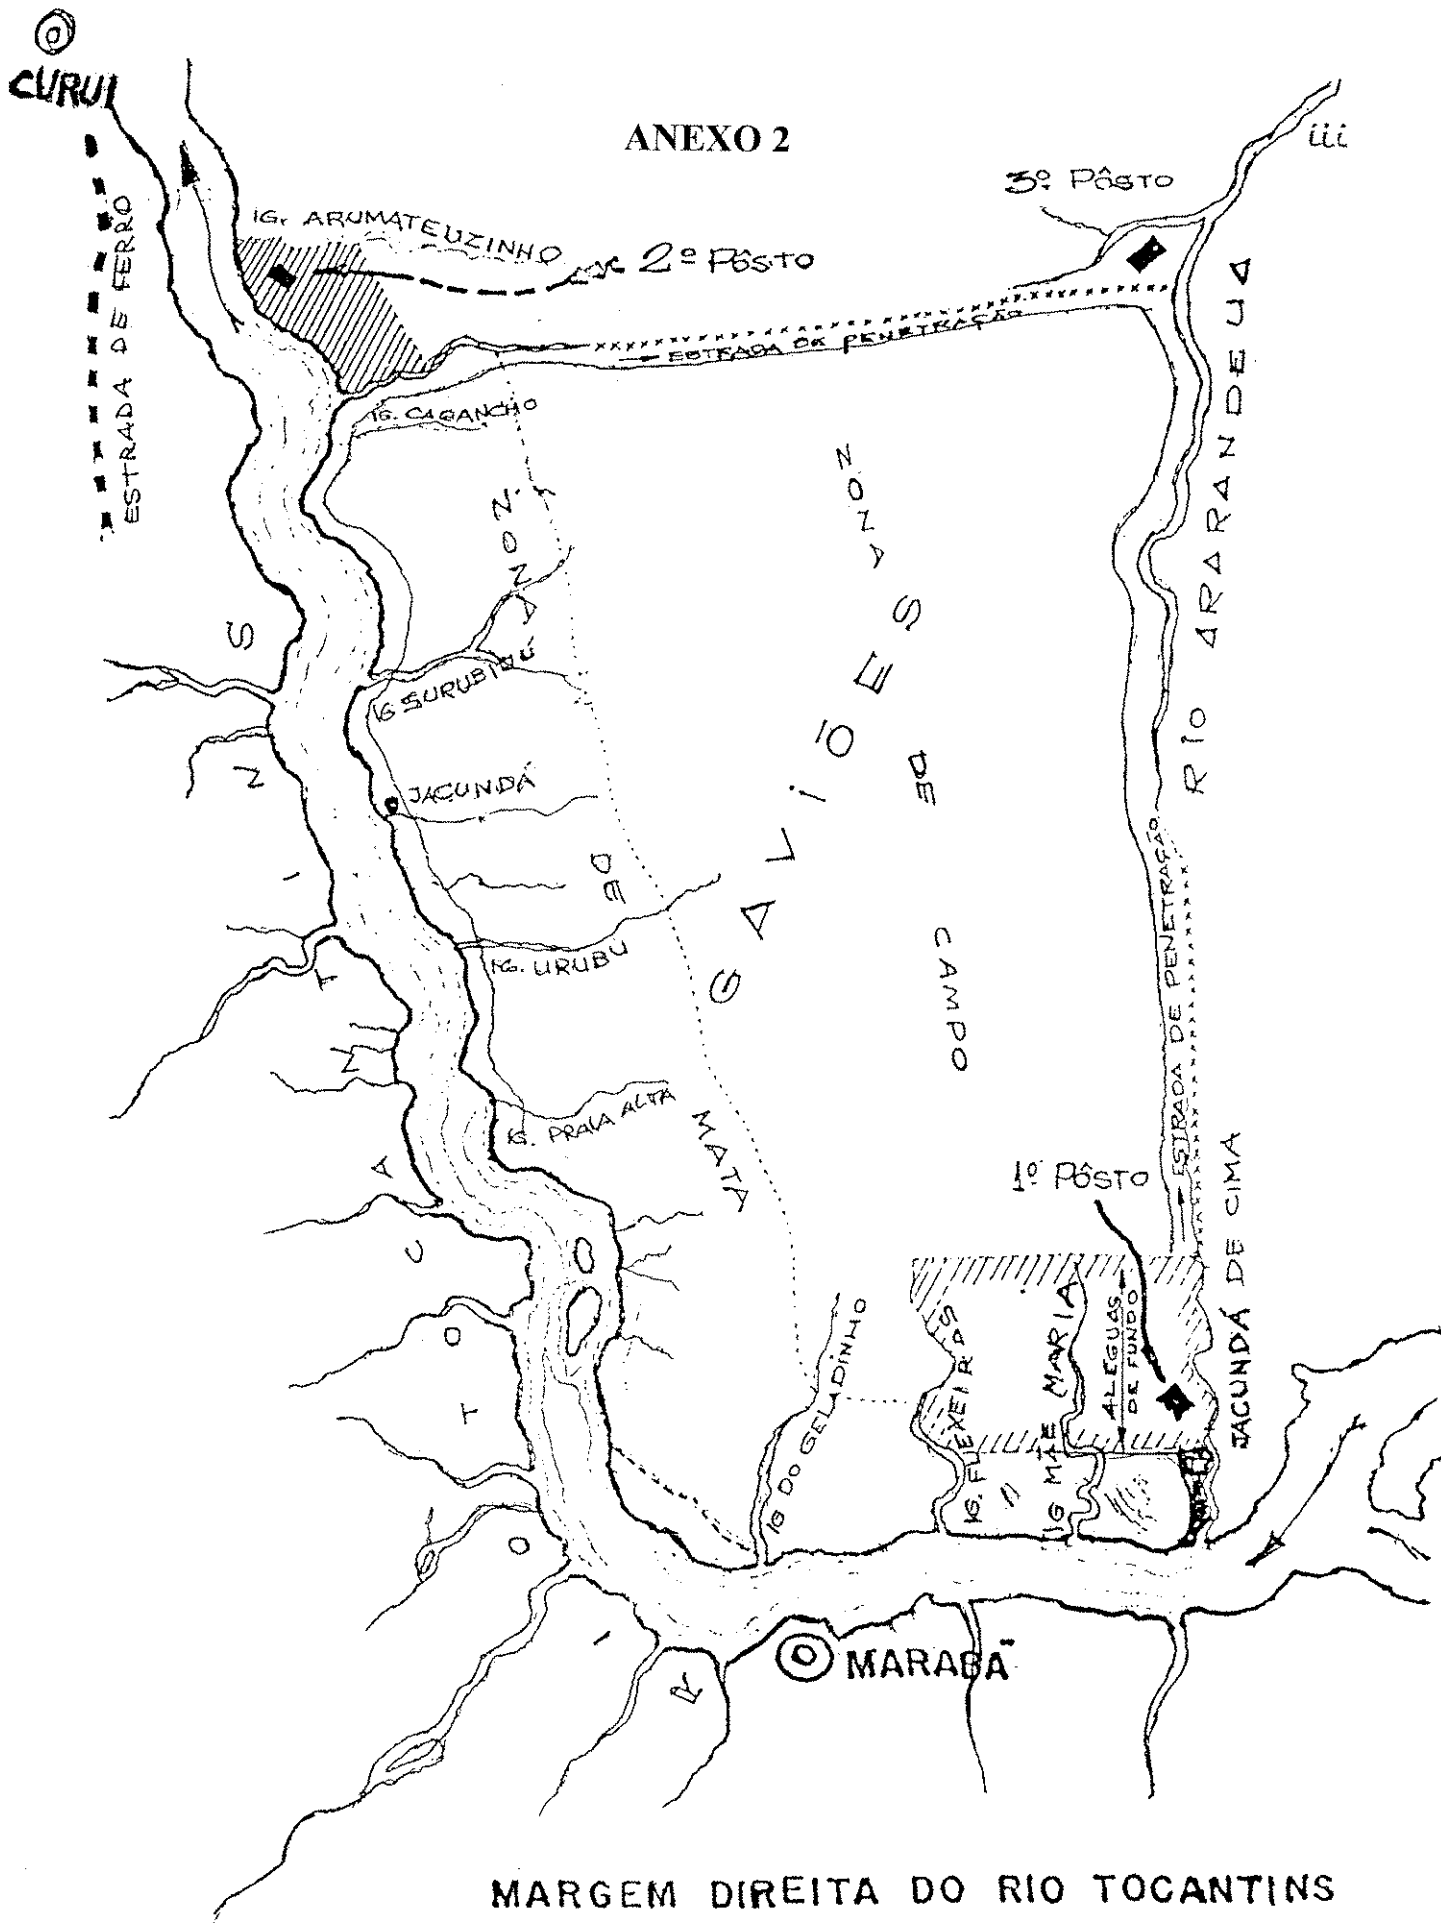 CURUI
ANEXO 2
iii
3º PÔSTO
IG. ARUMATEUZINHO
2º PÔSTO
ESTRADA DE FERRO
ESTRADA DE PENETRAÇÃO
IG. CAGANCHO
ZONA DE MATA
ZONA DE CAMPO
GALIÕES
RIO ARARANDEUA
IG SURUBIJÚ
JACUNDÁ
IG. URUBU
IG. PRAIA ALTA
ESTRADA DE PENETRAÇÃO
1º PÔSTO
JACUNDÁ DE CIMA
IG DO GELADINHO
IG. FLEXEIRAS
IG MÃE MARIA
4 LEGUAS
DE FUNDO
RIO TOCANTINS
MARABÁ
MARGEM DIREITA DO RIO TOCANTINS